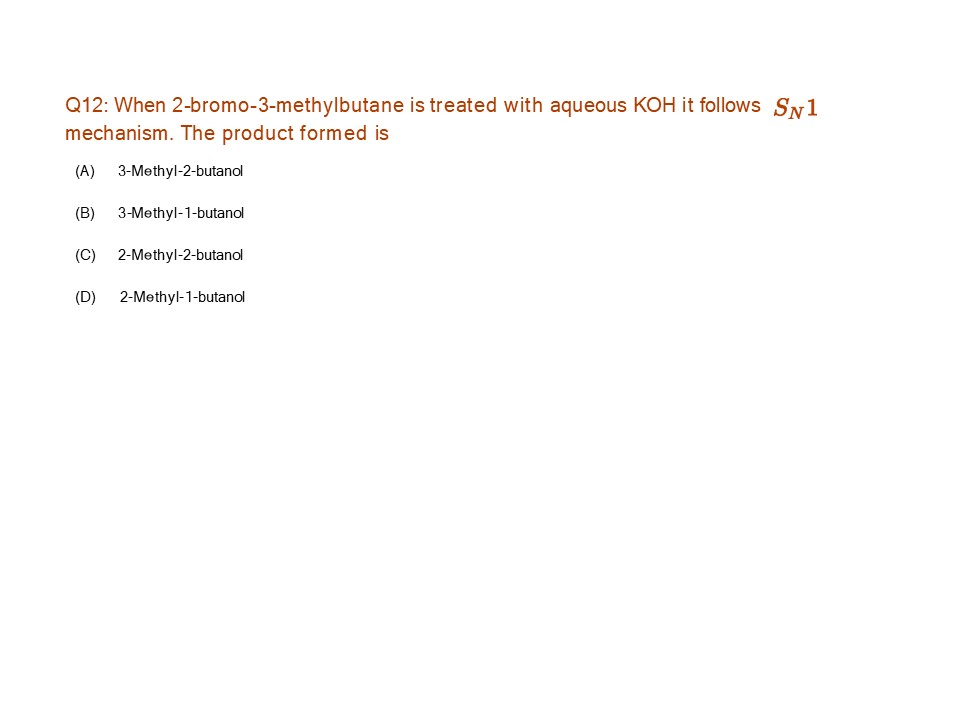 Q12: When 2-bromo-3-methylbutane is treated with aqueous KOH it follows S_N1
mechanism. The product formed is
(A) 3-Methyl-2-butanol
(B) 3-Methyl-1-butanol
(C) 2-Methyl-2-butanol
(D) 2-Methyl-1-butanol